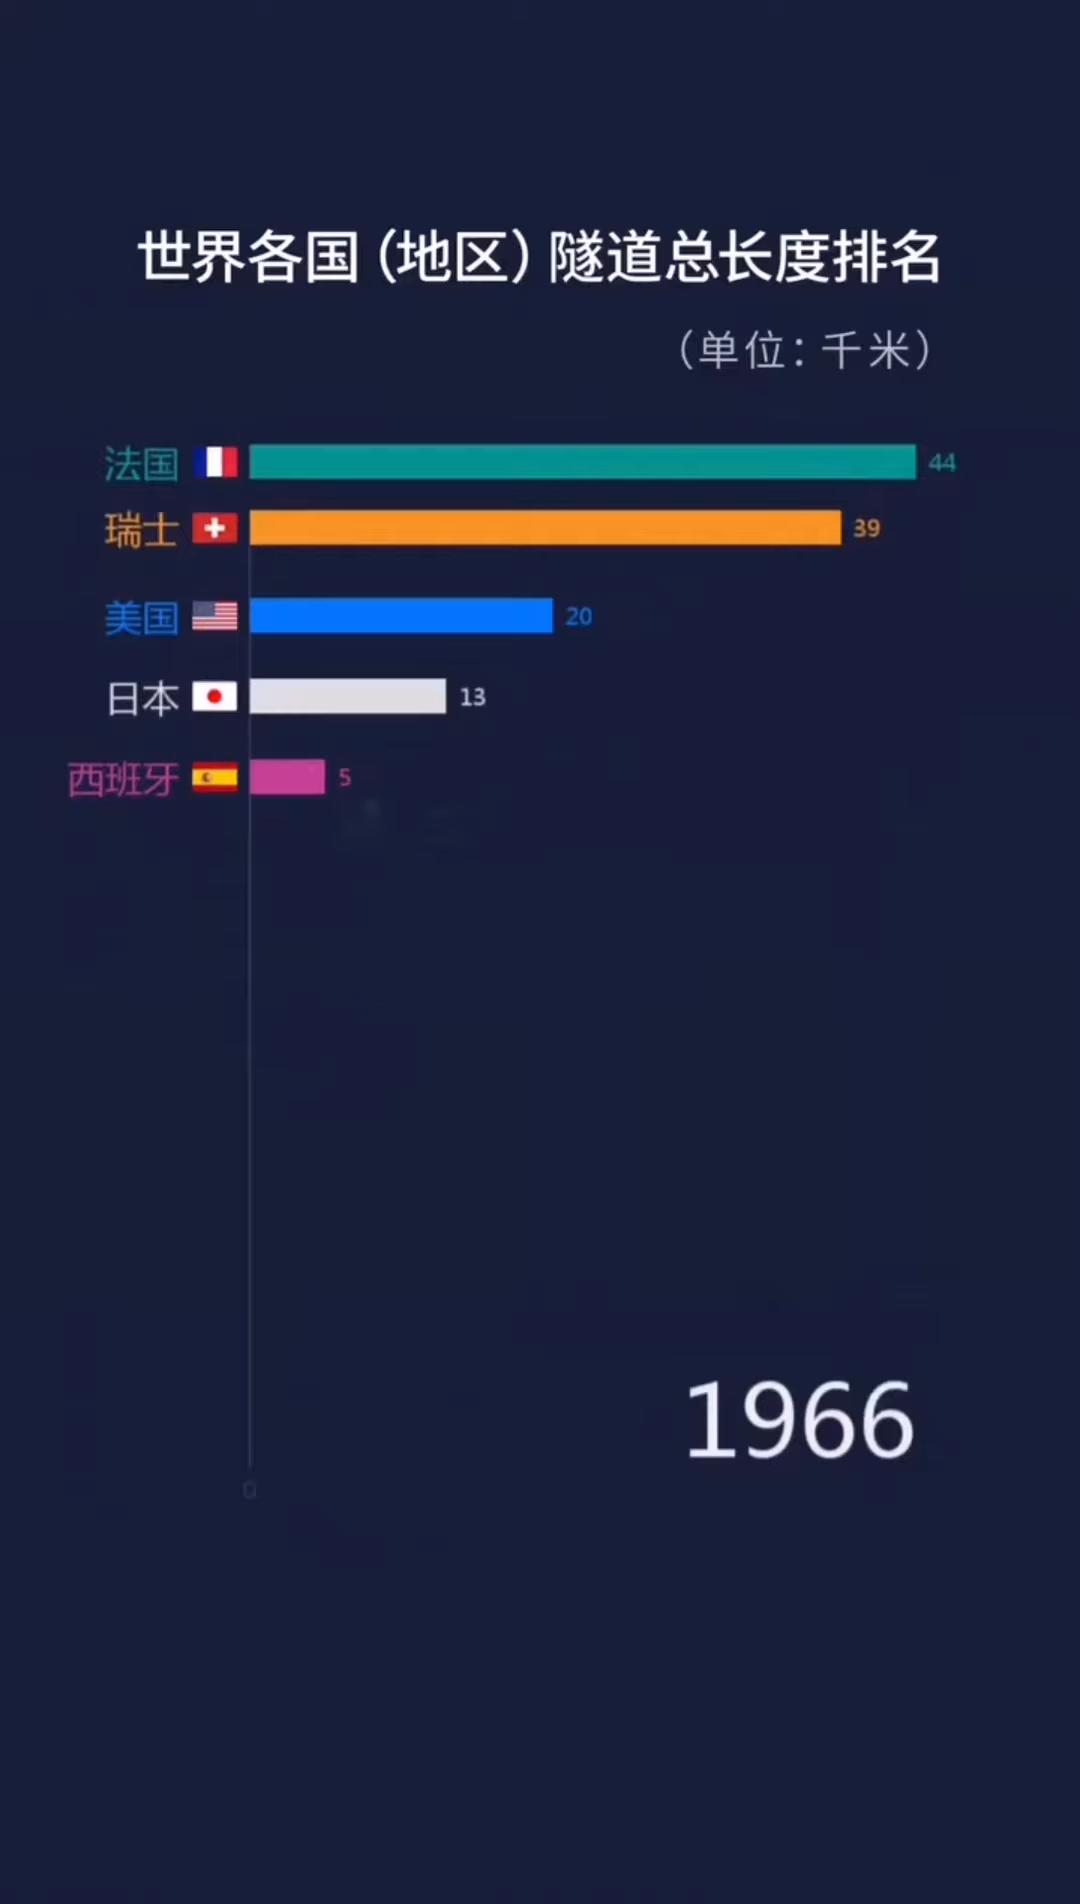 世界各国（地区）隧道总长度排名
（单位：千米）
法国 44
瑞士 39
美国 20
日本 13
西班牙 5
1966
0